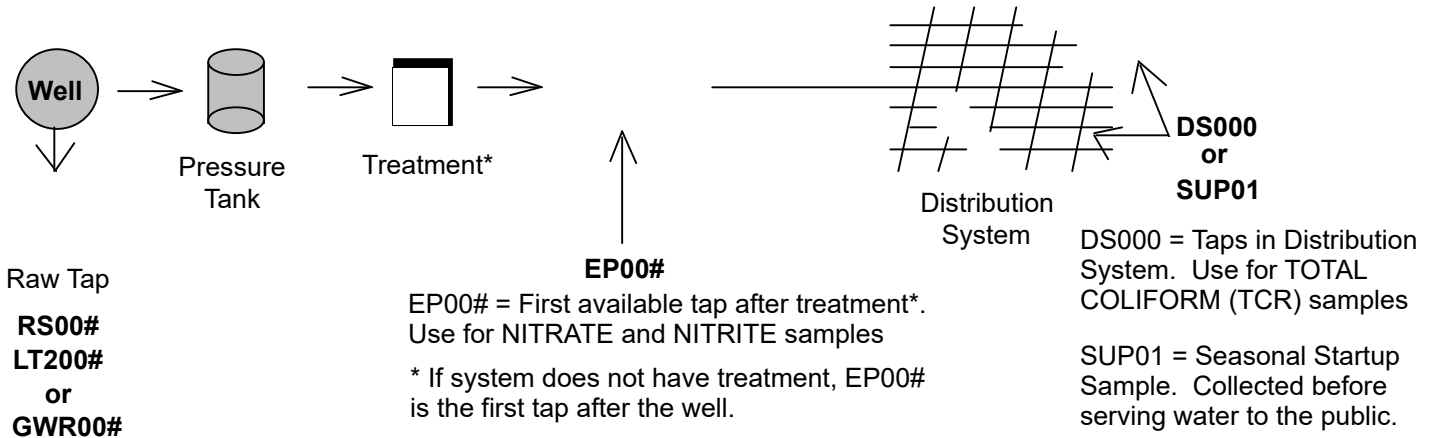 Well
Pressure
Tank
Treatment*
Distribution
System
DS000
or
SUP01
Raw Tap
RS00#
LT200#
or
GWR00#
EP00#
EP00# = First available tap after treatment*.
Use for NITRATE and NITRITE samples
* If system does not have treatment, EP00#
is the first tap after the well.
DS000 = Taps in Distribution
System. Use for TOTAL
COLIFORM (TCR) samples
SUP01 = Seasonal Startup
Sample. Collected before
serving water to the public.